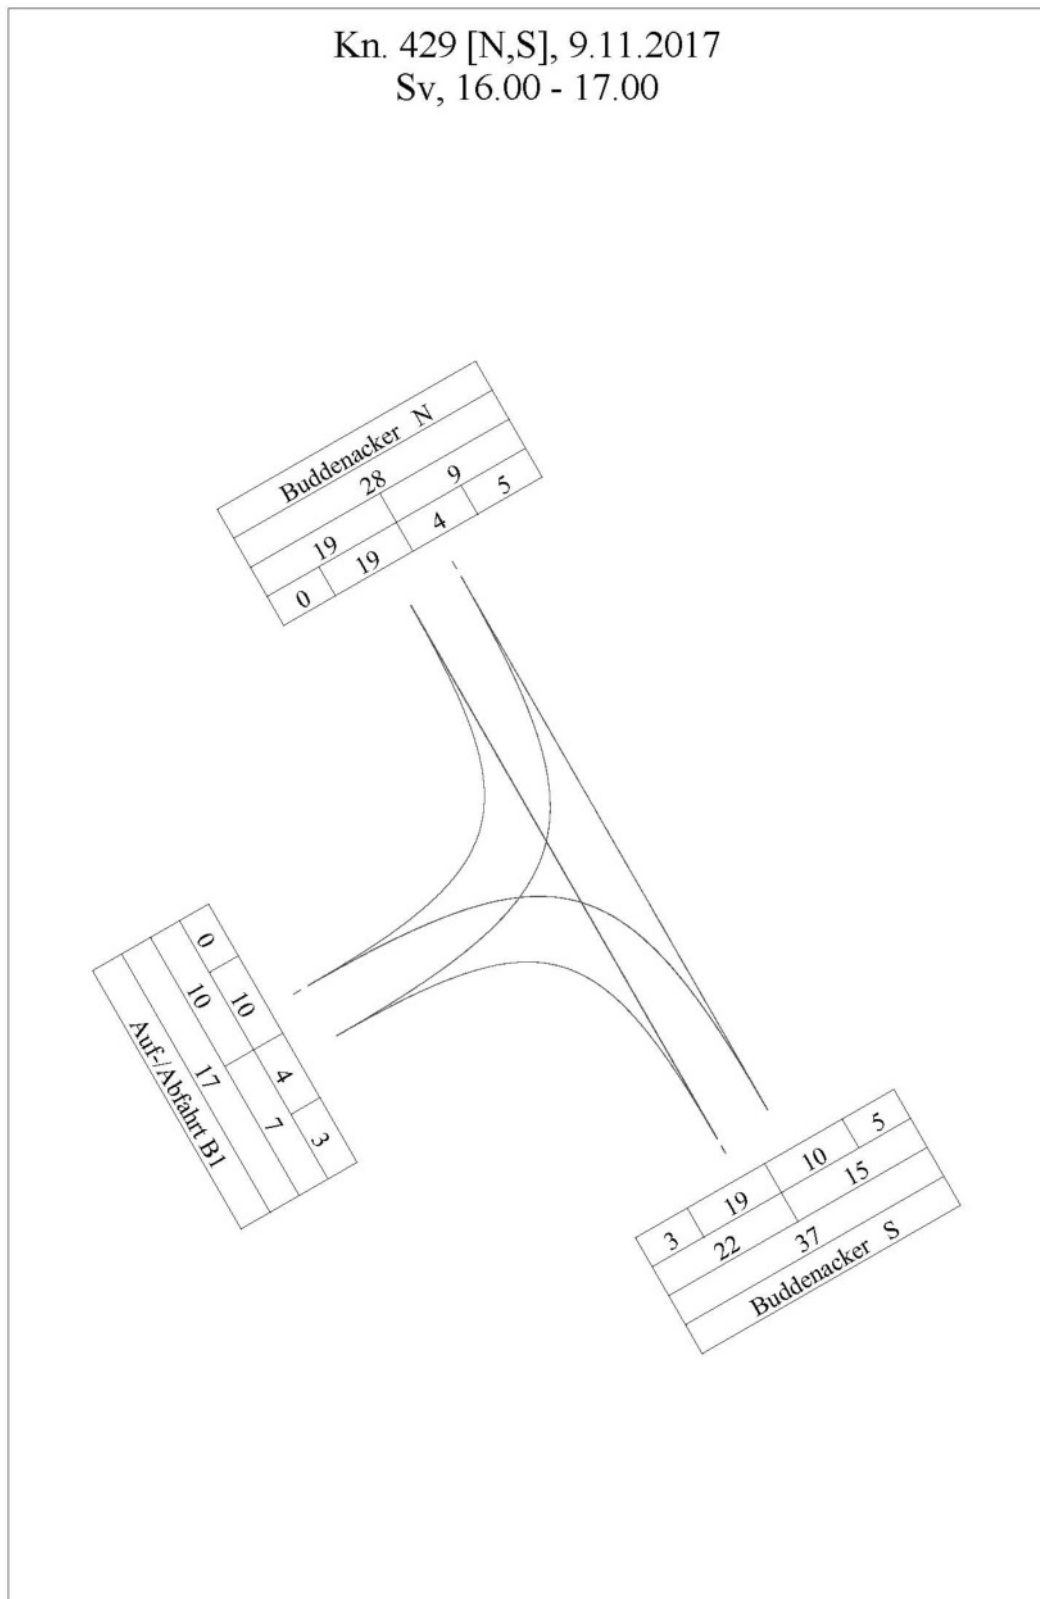 Kn. 429 [N,S], 9.11.2017
Sv, 16.00 - 17.00
Buddenacker N
28
19 9
0 19 4 5
0 10 4 3
10 7
17
Auf-/Abfahrt B1
3 19 10 5
22 15
37
Buddenacker S